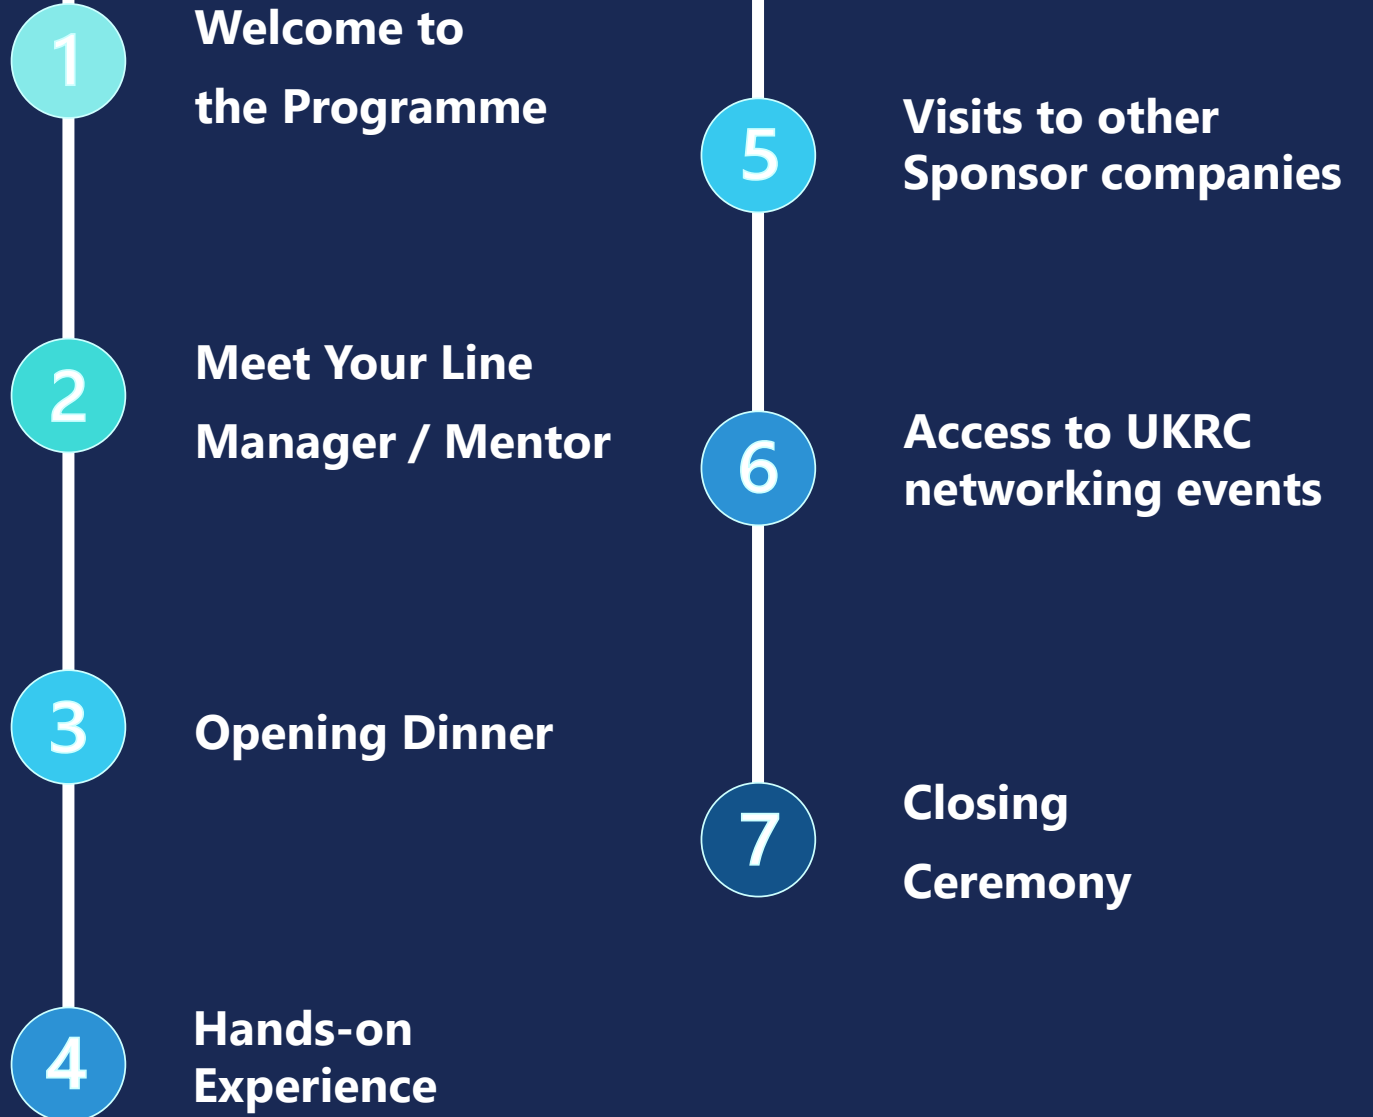 1
Welcome to
the Programme
2
Meet Your Line
Manager / Mentor
3
Opening Dinner
4
Hands-on
Experience
5
Visits to other
Sponsor companies
6
Access to UKRC
networking events
7
Closing
Ceremony